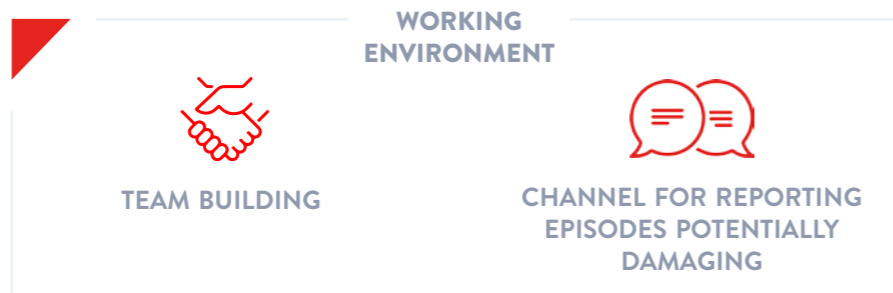 WORKING
ENVIRONMENT
TEAM BUILDING
CHANNEL FOR REPORTING
EPISODES POTENTIALLY
DAMAGING